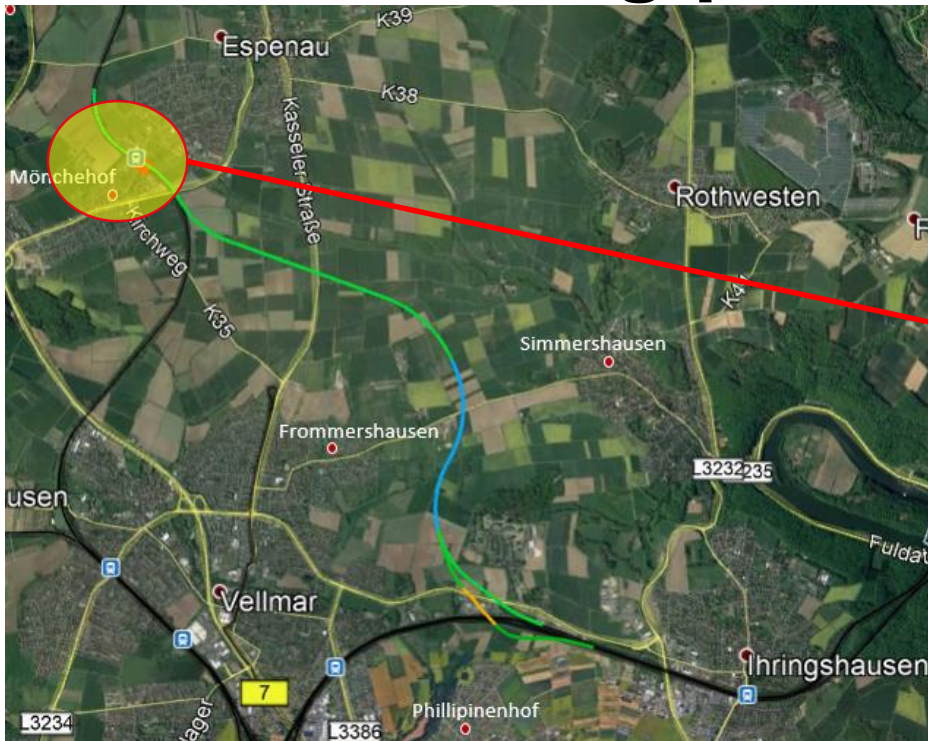 K39
Espenau
K38
Kasseler-Straße
Mönchehof
Rothwesten
Kirchweg
K35
Simmershausen
Frommershausen
L3232
235
usen
Vellmar
Ihringshausen
7
Phillipinenhof
L3234
L3386